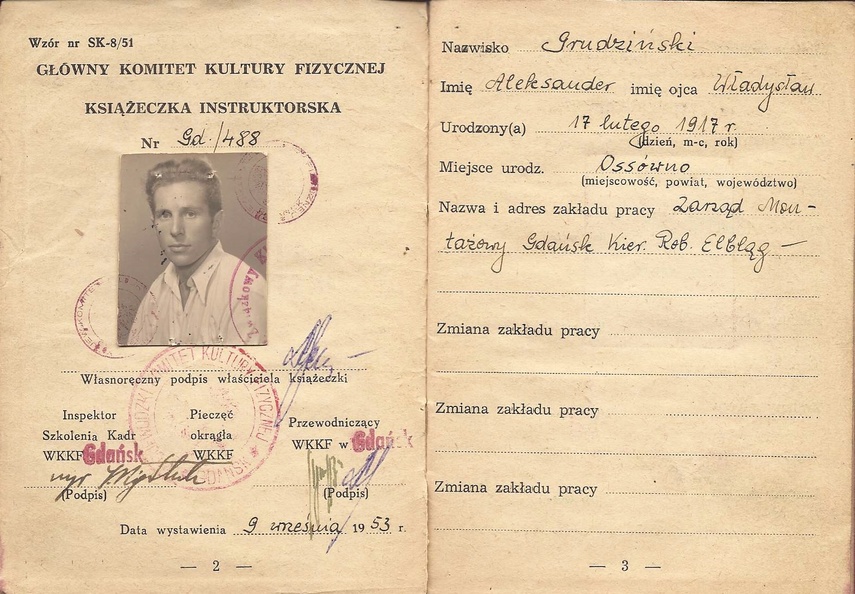 Wzór nr SK-8/51
GŁÓWNY KOMITET KULTURY FIZYCZNEJ
KSIĄŻECZKA INSTRUKTORSKA
Nr Gd./488
Własnoręczny podpis właściciela książeczki
Inspektor
Szkolenia Kadr
WKKF Gdańsk
mgr
(Podpis)
Pieczęć
okrągła
WKKF
Przewodniczący
WKKF w Gdańsk
(Podpis)
KOMITET KULTURY FIZYCZNEJ
Data wystawienia 9 września 1953 r.
— 2 —
Nazwisko Grudziński
Imię Aleksander imię ojca Władysław
Urodzony(a) 17 lutego 1917 r
(dzień, m-c, rok)
Miejsce urodz. Ossówno
(miejscowość, powiat, województwo)
Nazwa i adres zakładu pracy Zarząd Mon-
tażowy Gdańsk Kier. Rob. Elbląg —
Zmiana zakładu pracy
Zmiana zakładu pracy
Zmiana zakładu pracy
— 3 —